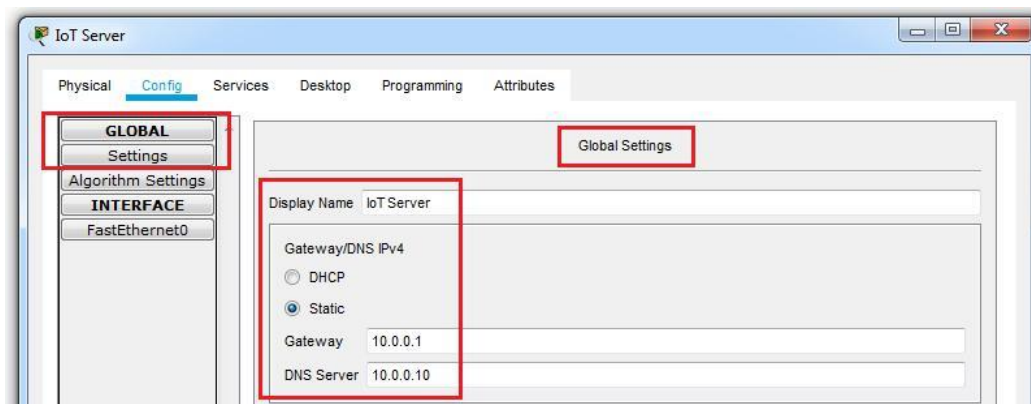 IoT Server
Physical Config Services Desktop Programming Attributes
GLOBAL
Settings
Algorithm Settings
INTERFACE
FastEthernet0
Global Settings
Display Name IoT Server
Gateway/DNS IPv4
DHCP
Static
Gateway 10.0.0.1
DNS Server 10.0.0.10